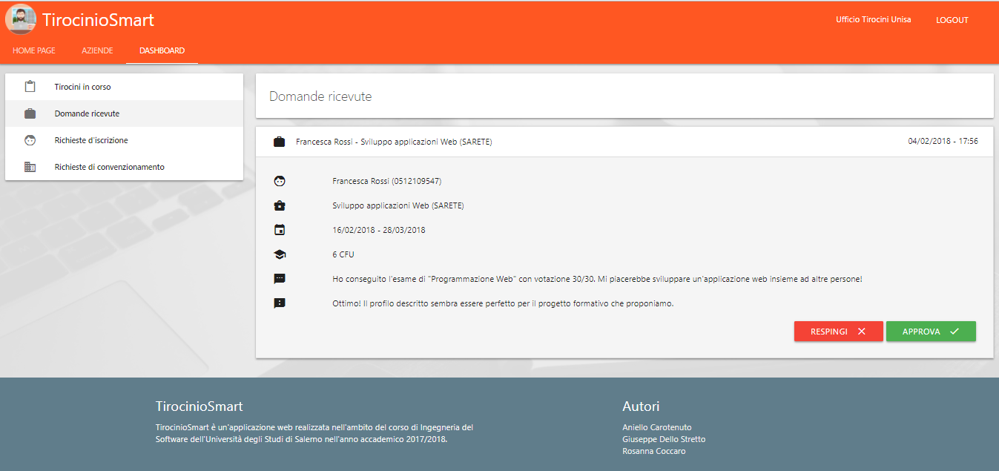 TirocinioSmart
Ufficio Tirocini Unisa
LOGOUT
HOME PAGE
AZIENDE
DASHBOARD
Tirocini in corso
Domande ricevute
Richieste d'iscrizione
Richieste di convenzionamento
Domande ricevute
Francesca Rossi - Sviluppo applicazioni Web (SARETE)
04/02/2018 - 17:56
Francesca Rossi (0512109547)
Sviluppo applicazioni Web (SARETE)
16/02/2018 - 28/03/2018
6 CFU
Ho conseguito l'esame di "Programmazione Web" con votazione 30/30. Mi piacerebbe sviluppare un'applicazione web insieme ad altre persone!
Ottimo! Il profilo descritto sembra essere perfetto per il progetto formativo che proponiamo.
RESPINGI
APPROVA
TirocinioSmart
TirocinioSmart è un'applicazione web realizzata nell'ambito del corso di Ingegneria del
Software dell'Università degli Studi di Salerno nell'anno accademico 2017/2018.
Autori
Aniello Carotenuto
Giuseppe Dello Stretto
Rosanna Coccaro